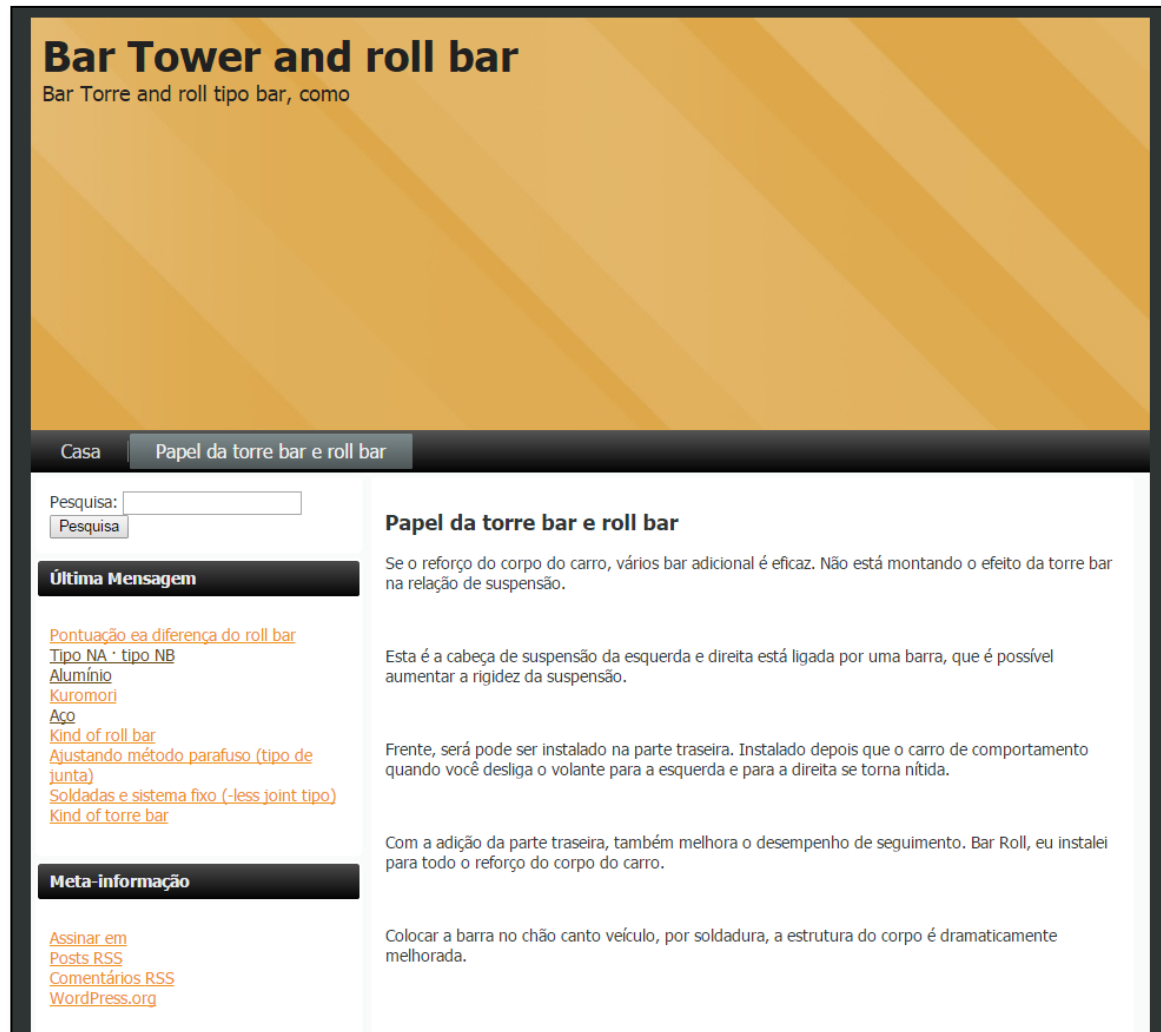 Bar Tower and roll bar
Bar Torre and roll tipo bar, como
Casa
Papel da torre bar e roll bar
Pesquisa:
Pesquisa
Última Mensagem
Pontuação ea diferença do roll bar
Tipo NA · tipo NB
Alumínio
Kuromori
Aço
Kind of roll bar
Ajustando método parafuso (tipo de
junta)
Soldadas e sistema fixo (-less joint tipo)
Kind of torre bar
Meta-informação
Assinar em
Posts RSS
Comentários RSS
WordPress.org
Papel da torre bar e roll bar
Se o reforço do corpo do carro, vários bar adicional é eficaz. Não está montando o efeito da torre bar
na relação de suspensão.
Esta é a cabeça de suspensão da esquerda e direita está ligada por uma barra, que é possível
aumentar a rigidez da suspensão.
Frente, será pode ser instalado na parte traseira. Instalado depois que o carro de comportamento
quando você desliga o volante para a esquerda e para a direita se torna nítida.
Com a adição da parte traseira, também melhora o desempenho de seguimento. Bar Roll, eu instalei
para todo o reforço do corpo do carro.
Colocar a barra no chão canto veículo, por soldadura, a estrutura do corpo é dramaticamente
melhorada.